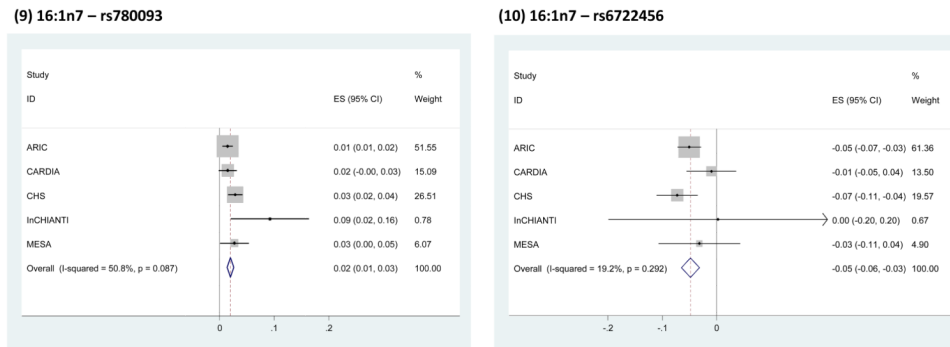 (9) 16:1n7 – rs780093
Study %
ID ES (95% CI) Weight
ARIC 0.01 (0.01, 0.02) 51.55
CARDIA 0.02 (-0.00, 0.03) 15.09
CHS 0.03 (0.02, 0.04) 26.51
InCHIANTI 0.09 (0.02, 0.16) 0.78
MESA 0.03 (0.00, 0.05) 6.07
Overall (I-squared = 50.8%, p = 0.087) 0.02 (0.01, 0.03) 100.00
0 .1 .2
(10) 16:1n7 – rs6722456
Study %
ID ES (95% CI) Weight
ARIC -0.05 (-0.07, -0.03) 61.36
CARDIA -0.01 (-0.05, 0.04) 13.50
CHS -0.07 (-0.11, -0.04) 19.57
InCHIANTI 0.00 (-0.20, 0.20) 0.67
MESA -0.03 (-0.11, 0.04) 4.90
Overall (I-squared = 19.2%, p = 0.292) -0.05 (-0.06, -0.03) 100.00
-.2 -.1 0